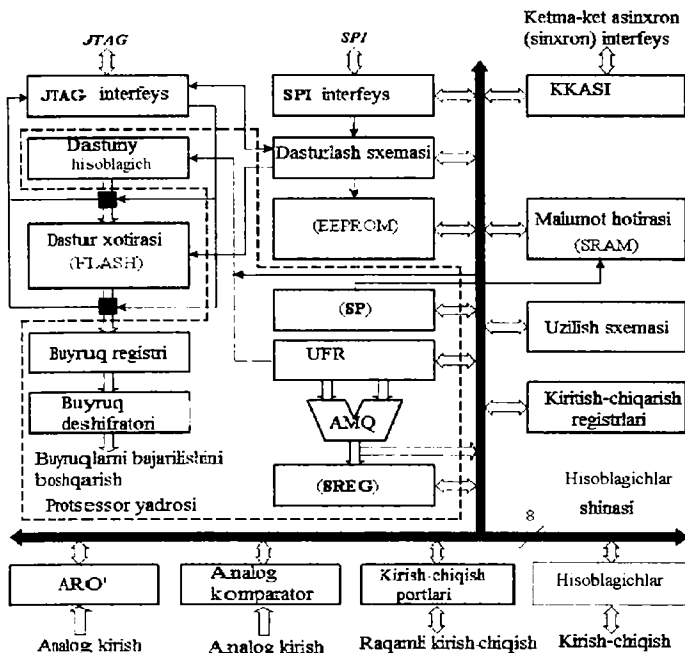 JTAG
SPI
Ketma-ket asinxron
(sinxron) interfeys
JTAG interfeys
SPI interfeys
KKASI
Dastuny
hisoblagich
Dasturlash sxemasi
Dastur xotirasi
(FLASH)
(EEPROM)
Malumot hotirasi
(SRAM)
(SP)
Uzilish sxemasi
Buyruq registri
UFR
Buyruq
deshifratori
AMQ
Kiritish-chiqarish
registrlari
Buyruqlarni bajarilishini
boshqarish
(SREG)
Protsessor yadrosi
Hisoblagichlar
shinasi
8
ARO'
Analog
komparator
Kirish-chiqish
portlari
Hisoblagichlar
Analog kirish
Analog kirish
Raqamli kirish-chiqish
Kirish-chiqish